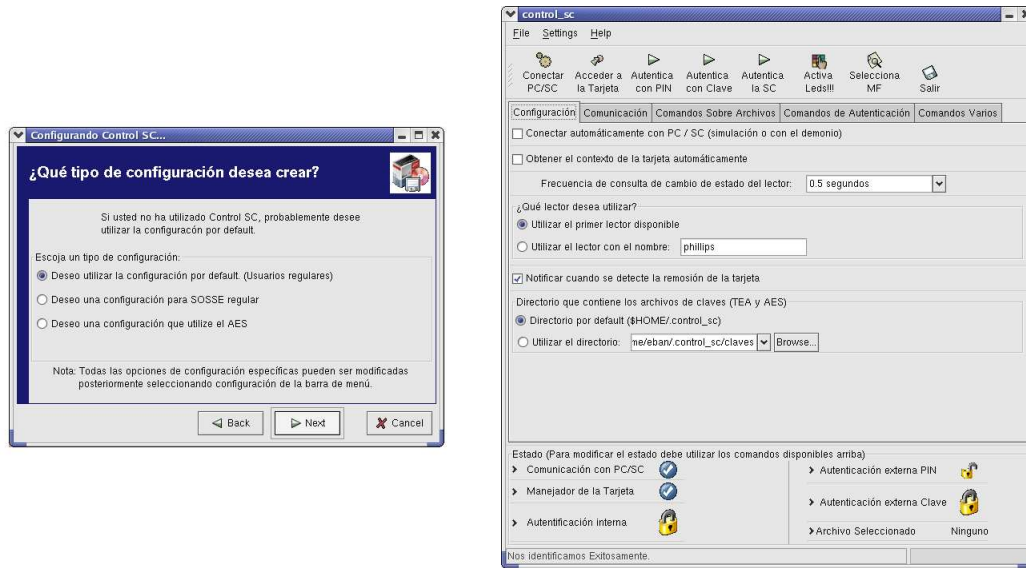 Configurando Control SC...
¿Qué tipo de configuración desea crear?
Si usted no ha utilizado Control SC, probablemente desee
utilizar la configuracón por default.
Escoja un tipo de configuración:
Deseo utilizar la configuración por default. (Usuarios regulares)
Deseo una configuración para SOSSE regular
Deseo una configuración que utilize el AES
Nota: Todas las opciones de configuración específicas pueden ser modificadas
posteriormente seleccionando configuración de la barra de menú.
Back Next Cancel
control_sc
File Settings Help
Conectar PC/SC
Acceder a la Tarjeta
Autentica con PIN
Autentica con Clave
Autentica la SC
Activa Leds!!!
Selecciona MF
Salir
Configuración Comunicación Comandos Sobre Archivos Comandos de Autenticación Comandos Varios
Conectar automáticamente con PC / SC (simulación o con el demonio)
Obtener el contexto de la tarjeta automáticamente
Frecuencia de consulta de cambio de estado del lector: 0.5 segundos
¿Qué lector desea utilizar?
Utilizar el primer lector disponible
Utilizar el lector con el nombre: phillips
Notificar cuando se detecte la remosión de la tarjeta
Directorio que contiene los archivos de claves (TEA y AES)
Directorio por default ($HOME/.control_sc)
Utilizar el directorio: me/eban/.control_sc/claves Browse...
Estado (Para modificar el estado debe utilizar los comandos disponibles arriba)
Comunicación con PC/SC
Manejador de la Tarjeta
Autentificación interna
Autenticación externa PIN
Autenticación externa Clave
Archivo Seleccionado Ninguno
Nos identificamos Exitosamente.